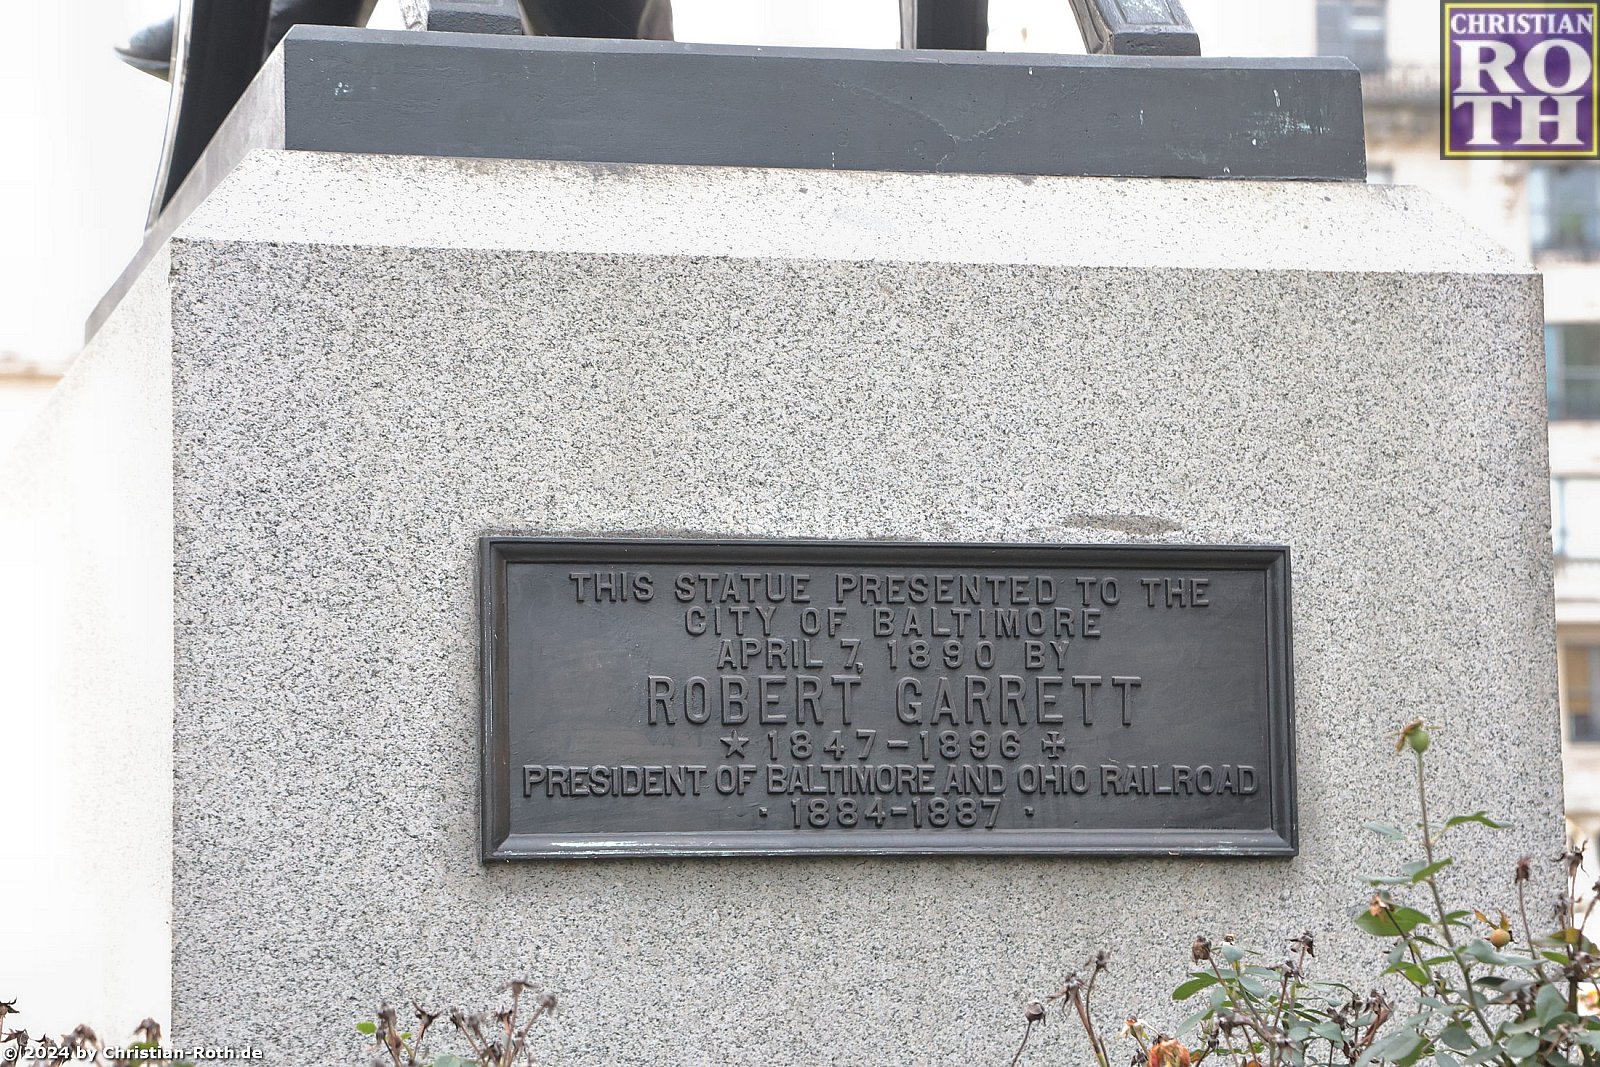 CHRISTIAN
RO
TH
THIS STATUE PRESENTED TO THE
CITY OF BALTIMORE
APRIL 7, 1890 BY
ROBERT GARRETT
★ 1847-1896 ✠
PRESIDENT OF BALTIMORE AND OHIO RAILROAD
· 1884-1887 ·
© 2024 by Christian-Roth.de